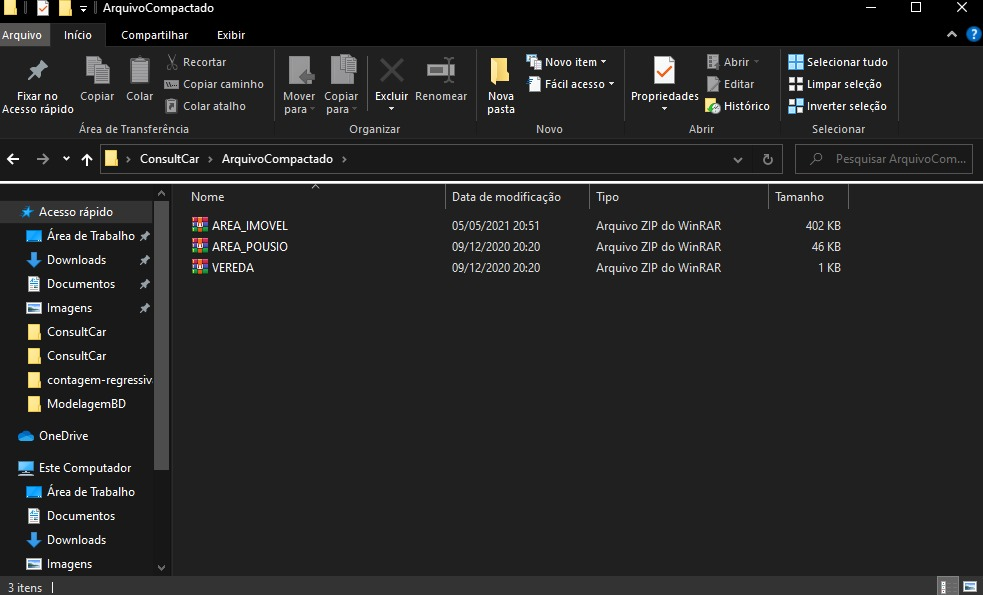 ArquivoCompactado
Arquivo Início Compartilhar Exibir
Fixar no
Acesso rápido
Copiar
Colar
Recortar
Copiar caminho
Colar atalho
Área de Transferência
Mover
para
Copiar
para
Excluir
Renomear
Organizar
Nova
pasta
Novo item
Fácil acesso
Novo
Propriedades
Abrir
Editar
Histórico
Abrir
Selecionar tudo
Limpar seleção
Inverter seleção
Selecionar
ConsultCar > ArquivoCompactado >
Pesquisar ArquivoCom...
Acesso rápido
Área de Trabalho
Downloads
Documentos
Imagens
ConsultCar
ConsultCar
contagem-regressiva
ModelagemBD
OneDrive
Este Computador
Área de Trabalho
Documentos
Downloads
Imagens
Nome Data de modificação Tipo Tamanho
AREA_IMOVEL 05/05/2021 20:51 Arquivo ZIP do WinRAR 402 KB
AREA_POUSIO 09/12/2020 20:20 Arquivo ZIP do WinRAR 46 KB
VEREDA 09/12/2020 20:20 Arquivo ZIP do WinRAR 1 KB
3 itens